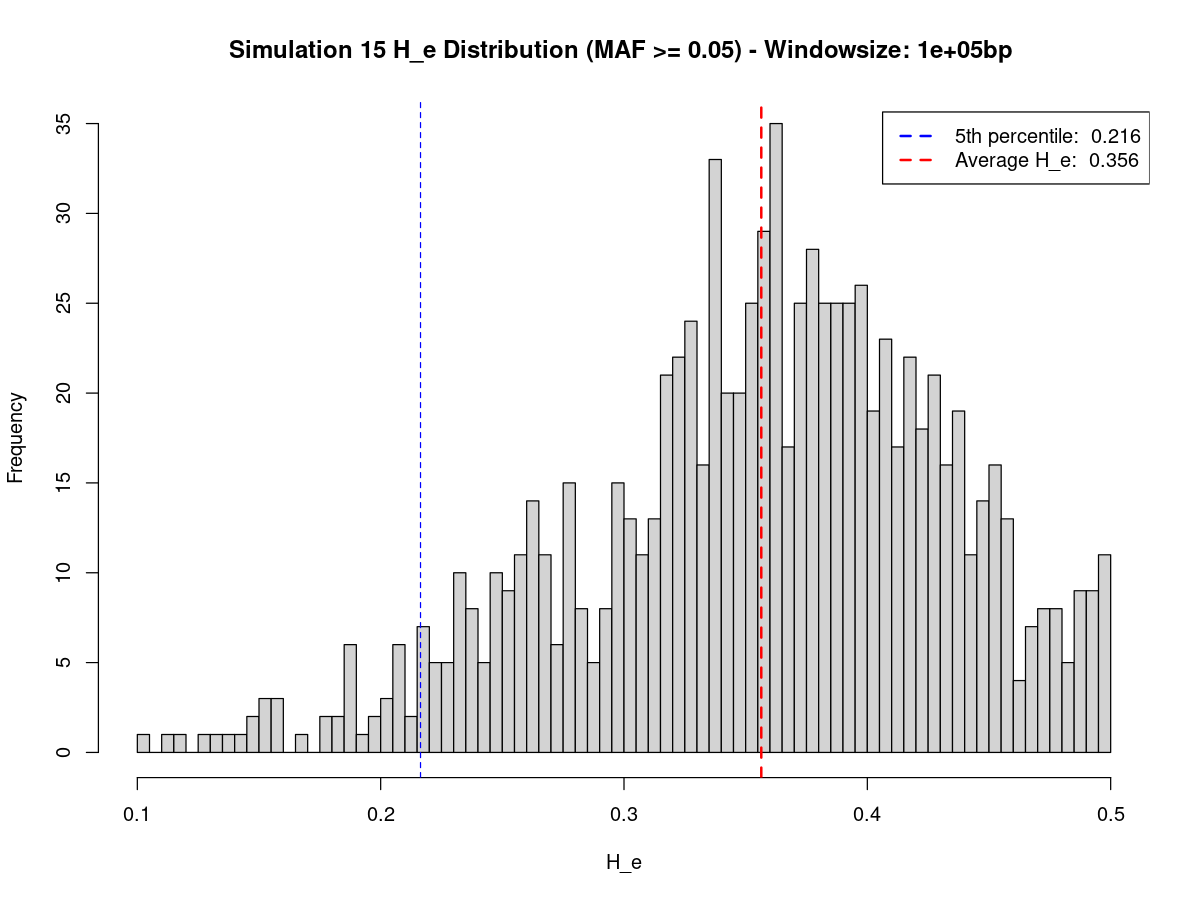 Simulation 15 H_e Distribution (MAF >= 0.05) - Windowsize: 1e+05bp
5th percentile: 0.216
Average H_e: 0.356
Frequency
35
30
25
20
15
10
5
0
0.1 0.2 0.3 0.4 0.5
H_e